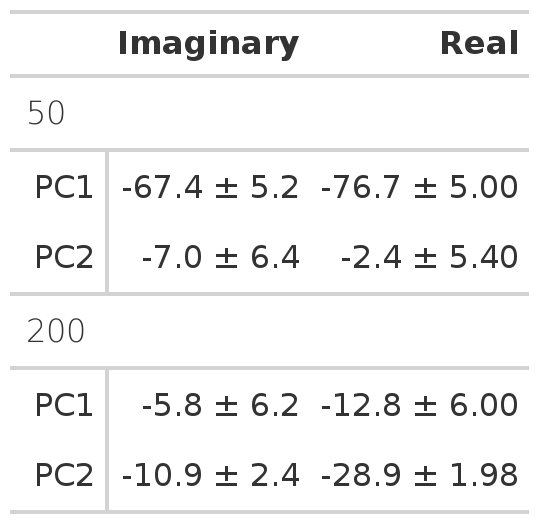 Imaginary Real
50
PC1 -67.4 ± 5.2 -76.7 ± 5.00
PC2 -7.0 ± 6.4 -2.4 ± 5.40
200
PC1 -5.8 ± 6.2 -12.8 ± 6.00
PC2 -10.9 ± 2.4 -28.9 ± 1.98